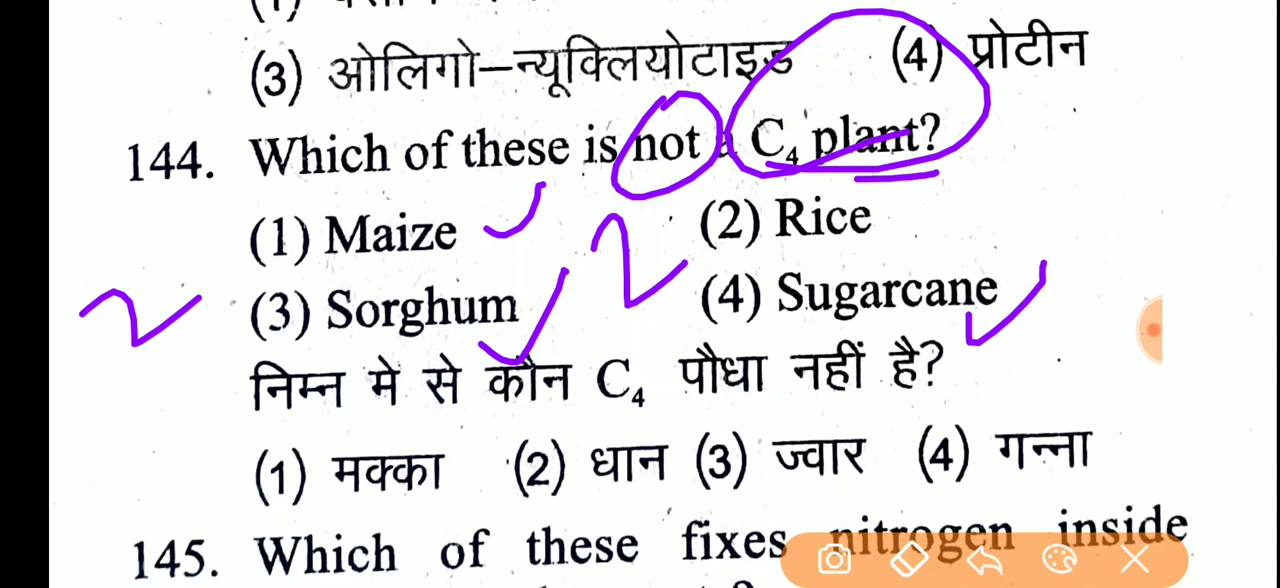 (3) ओलिगो–न्यूक्लियोटाइड (4) प्रोटीन
144. Which of these is not a C₄ plant?
(1) Maize (2) Rice
(3) Sorghum (4) Sugarcane
निम्न मे से कौन C₄ पौधा नहीं है?
(1) मक्का (2) धान (3) ज्वार (4) गन्ना
145. Which of these fixes nitrogen inside